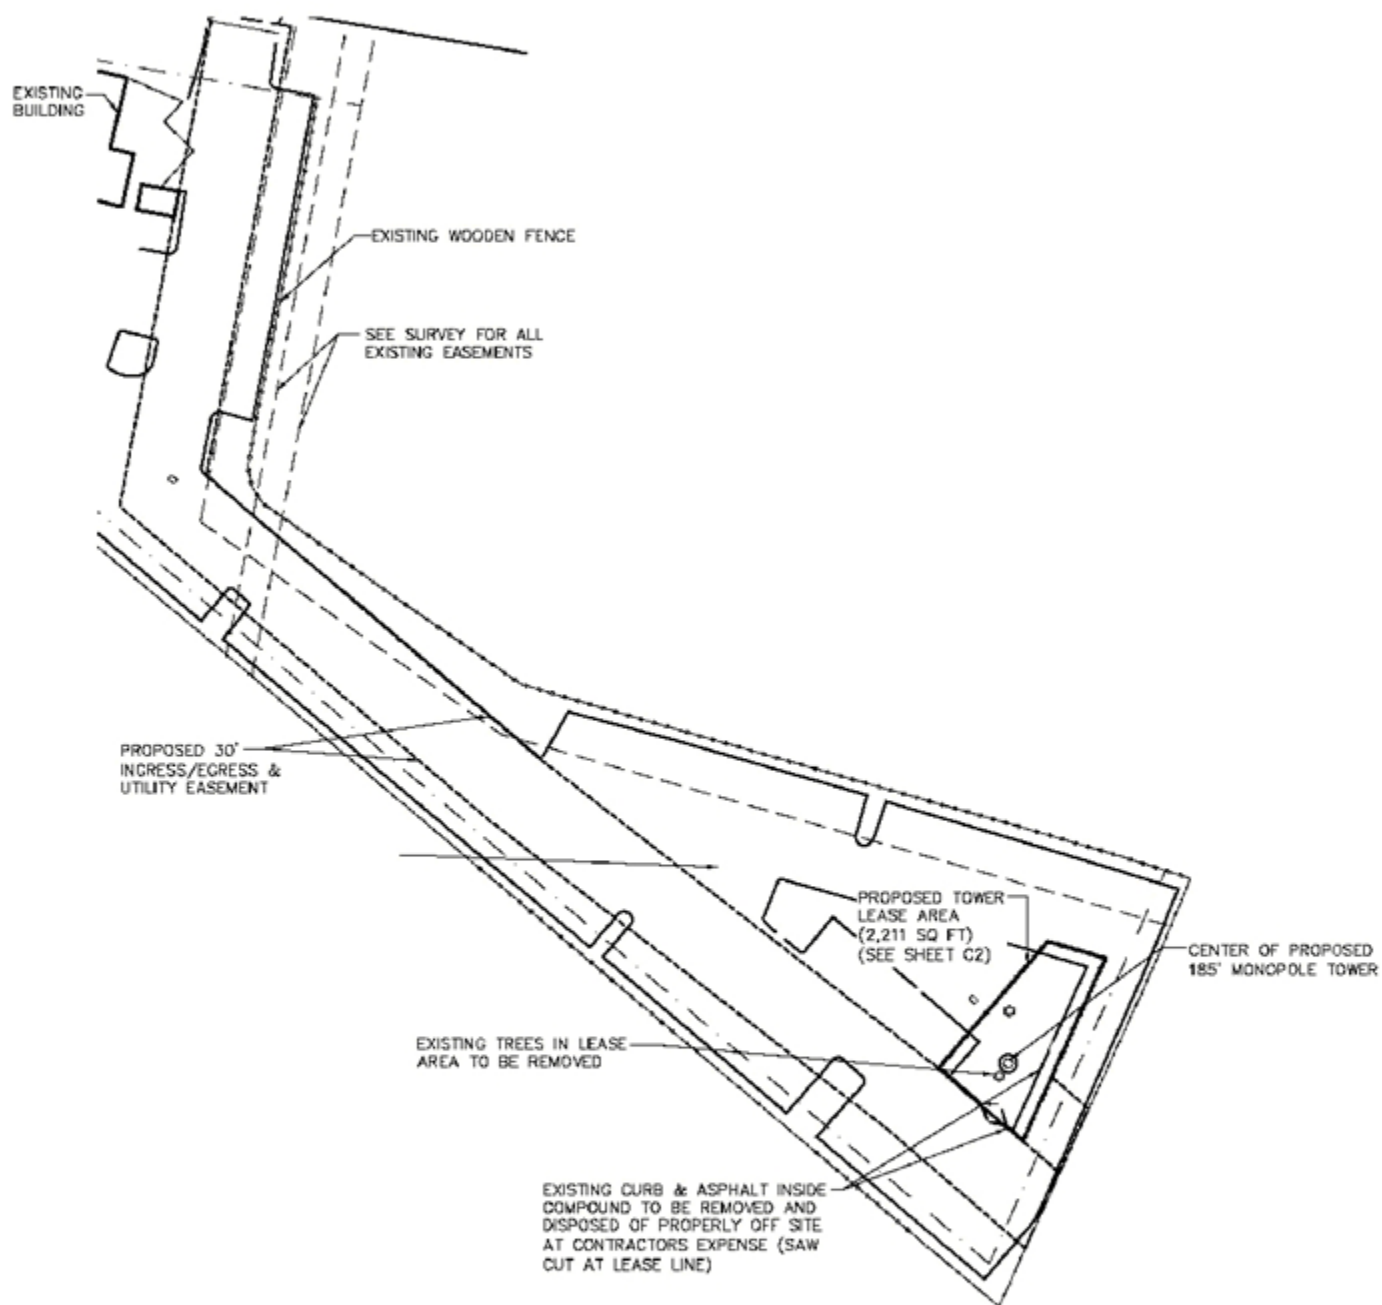 EXISTING
BUILDING
EXISTING WOODEN FENCE
SEE SURVEY FOR ALL
EXISTING EASEMENTS
PROPOSED 30'
INGRESS/EGRESS &
UTILITY EASEMENT
PROPOSED TOWER
LEASE AREA
(2,211 SQ FT)
(SEE SHEET C2)
CENTER OF PROPOSED
185' MONOPOLE TOWER
EXISTING TREES IN LEASE
AREA TO BE REMOVED
EXISTING CURB & ASPHALT INSIDE
COMPOUND TO BE REMOVED AND
DISPOSED OF PROPERLY OFF SITE
AT CONTRACTORS EXPENSE (SAW
CUT AT LEASE LINE)